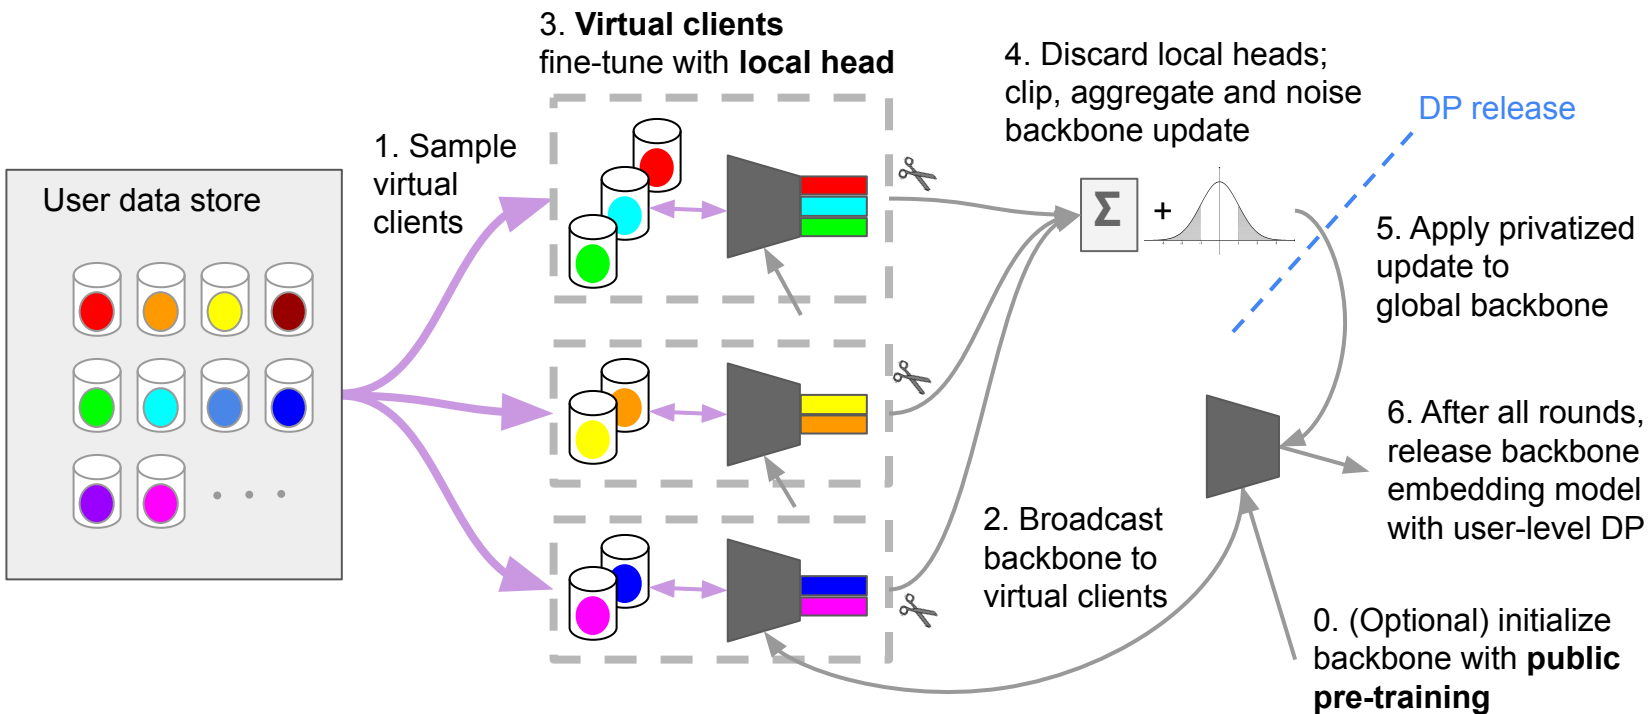 3. Virtual clients
fine-tune with local head
4. Discard local heads;
clip, aggregate and noise
backbone update
DP release
1. Sample
virtual
clients
User data store
Σ
+
5. Apply privatized
update to
global backbone
6. After all rounds,
release backbone
embedding model
with user-level DP
2. Broadcast
backbone to
virtual clients
0. (Optional) initialize
backbone with public
pre-training